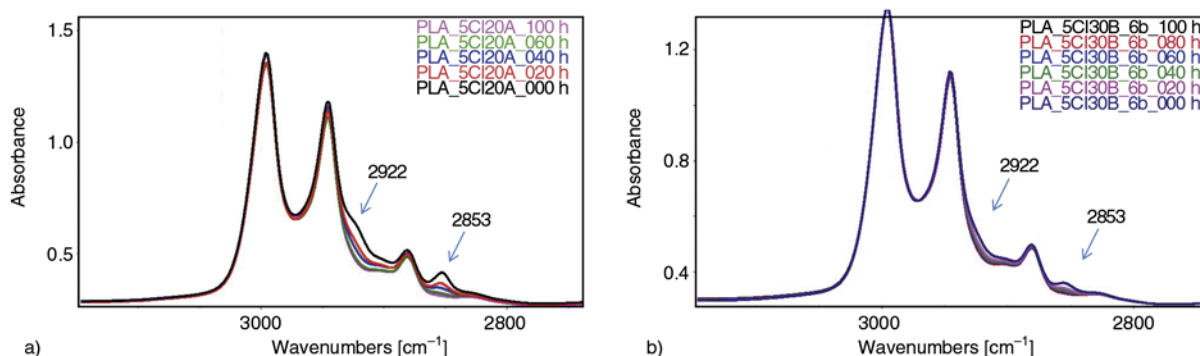 1.5
1.0
0.5
Absorbance
PLA_5Cl20A_100 h
PLA_5Cl20A_060 h
PLA_5Cl20A_040 h
PLA_5Cl20A_020 h
PLA_5Cl20A_000 h
2922
2853
3000
2800
Wavenumbers [cm⁻¹]
a)
1.2
0.8
0.4
Absorbance
PLA_5Cl30B_6b_100 h
PLA_5Cl30B_6b_080 h
PLA_5Cl30B_6b_060 h
PLA_5Cl30B_6b_040 h
PLA_5Cl30B_6b_020 h
PLA_5Cl30B_6b_000 h
2922
2853
3000
2800
Wavenumbers [cm⁻¹]
b)